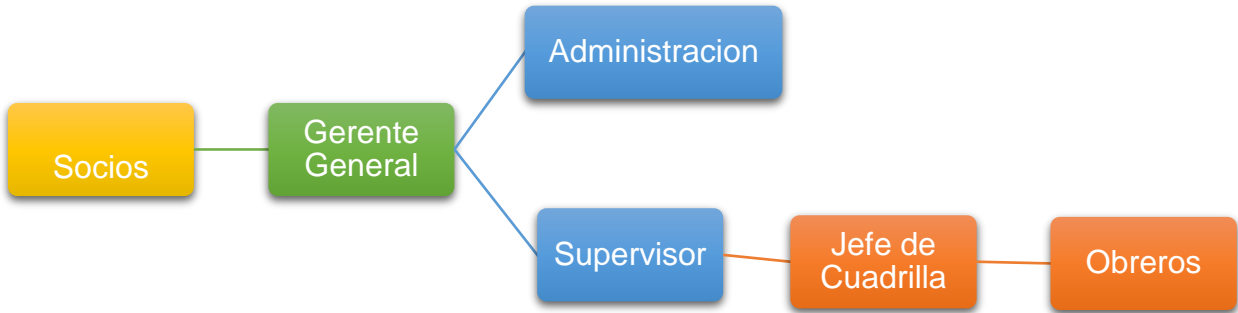 Socios
Gerente
General
Administracion
Supervisor
Jefe de
Cuadrilla
Obreros